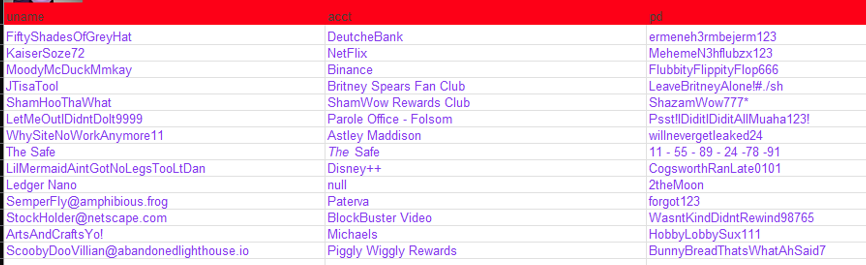 uname acct pd
FiftyShadesOfGreyHat DeutcheBank ermeneh3rmbejerm123
KaiserSoze72 NetFlix MehemeN3hflubzx123
MoodyMcDuckMmkay Binance FlubbityFlippityFlop666
JTisaTool Britney Spears Fan Club LeaveBritneyAlone!#./sh
ShamHooThaWhat ShamWow Rewards Club ShazamWow777*
LetMeOutIDidntDoIt9999 Parole Office - Folsom Psst!IDiditIDiditAllMuaha123!
WhySiteNoWorkAnymore11 Astley Maddison willnevergetleaked24
The Safe The Safe 11 - 55 - 89 - 24 -78 -91
LilMermaidAintGotNoLegsTooLtDan Disney++ CogsworthRanLate0101
Ledger Nano null 2theMoon
SemperFly@amphibious.frog Paterva forgot123
StockHolder@netscape.com BlockBuster Video WasntKindDidntRewind98765
ArtsAndCraftsYo! Michaels HobbyLobbySux111
ScoobyDooVillian@abandonedlighthouse.io Piggly Wiggly Rewards BunnyBreadThatsWhatAhSaid7